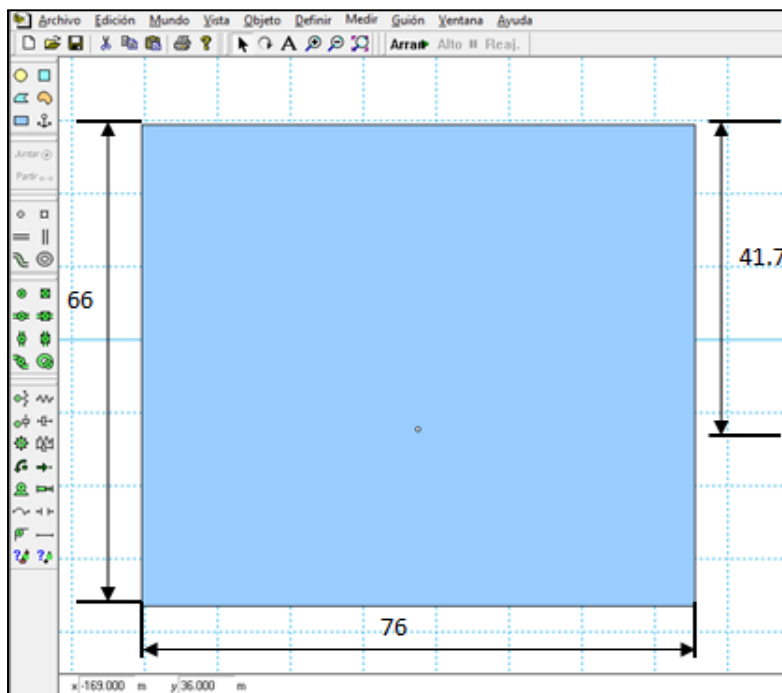 Archivo Edición Mundo Vista Objeto Definir Medir Guión Ventana Ayuda
A Arran Alto Reaj.
Juntar
Partir
41.7
66
76
x -169.000 m y 36.000 m